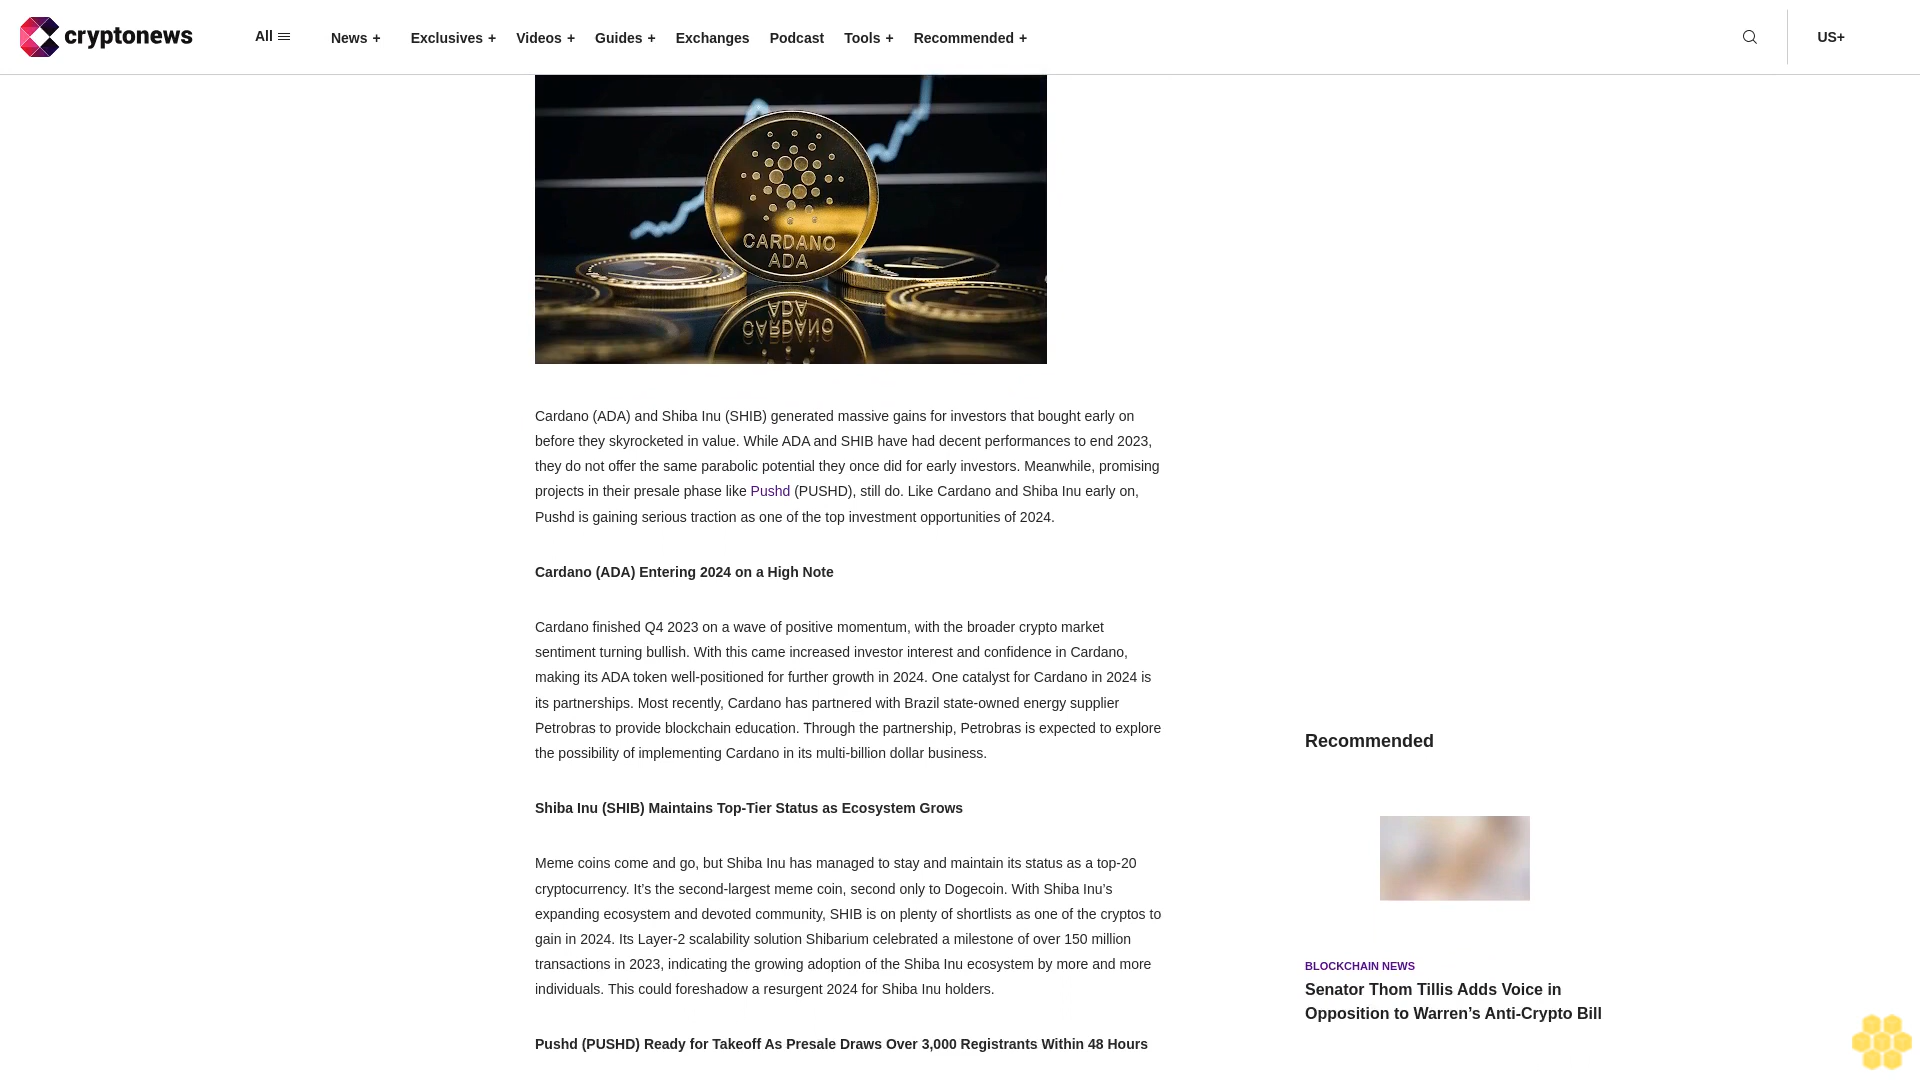 cryptonews
All
News +
Exclusives +
Videos +
Guides +
Exchanges
Podcast
Tools +
Recommended +
US+
CARDANO
ADA
Cardano (ADA) and Shiba Inu (SHIB) generated massive gains for investors that bought early on
before they skyrocketed in value. While ADA and SHIB have had decent performances to end 2023,
they do not offer the same parabolic potential they once did for early investors. Meanwhile, promising
projects in their presale phase like Pushd (PUSHD), still do. Like Cardano and Shiba Inu early on,
Pushd is gaining serious traction as one of the top investment opportunities of 2024.
Cardano (ADA) Entering 2024 on a High Note
Cardano finished Q4 2023 on a wave of positive momentum, with the broader crypto market
sentiment turning bullish. With this came increased investor interest and confidence in Cardano,
making its ADA token well-positioned for further growth in 2024. One catalyst for Cardano in 2024 is
its partnerships. Most recently, Cardano has partnered with Brazil state-owned energy supplier
Petrobras to provide blockchain education. Through the partnership, Petrobras is expected to explore
the possibility of implementing Cardano in its multi-billion dollar business.
Shiba Inu (SHIB) Maintains Top-Tier Status as Ecosystem Grows
Meme coins come and go, but Shiba Inu has managed to stay and maintain its status as a top-20
cryptocurrency. It’s the second-largest meme coin, second only to Dogecoin. With Shiba Inu’s
expanding ecosystem and devoted community, SHIB is on plenty of shortlists as one of the cryptos to
gain in 2024. Its Layer-2 scalability solution Shibarium celebrated a milestone of over 150 million
transactions in 2023, indicating the growing adoption of the Shiba Inu ecosystem by more and more
individuals. This could foreshadow a resurgent 2024 for Shiba Inu holders.
Pushd (PUSHD) Ready for Takeoff As Presale Draws Over 3,000 Registrants Within 48 Hours
Recommended
BLOCKCHAIN NEWS
Senator Thom Tillis Adds Voice in
Opposition to Warren’s Anti-Crypto Bill